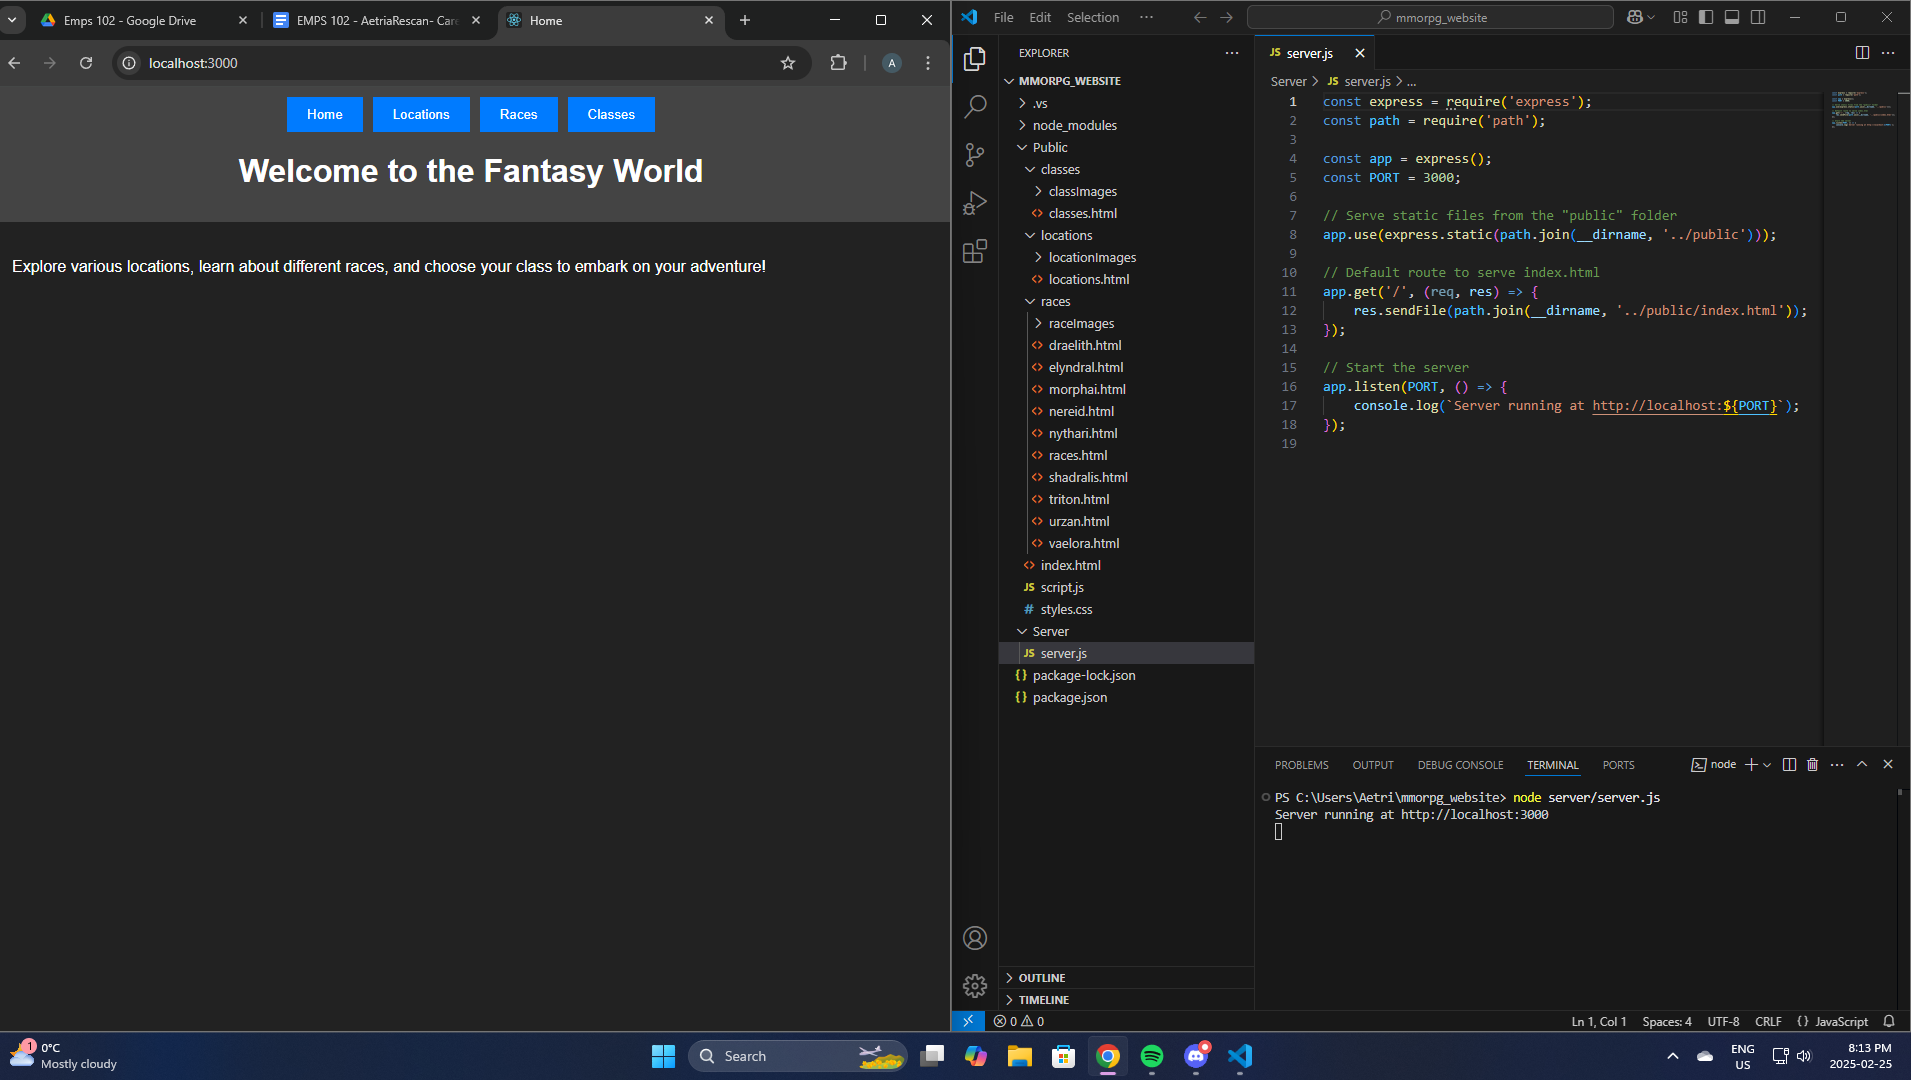 Emps 102 - Google Drive
EMPS 102 - AetriaRescan- Car
Home
localhost:3000
A
Home
Locations
Races
Classes
Welcome to the Fantasy World
Explore various locations, learn about different races, and choose your class to embark on your adventure!
File
Edit
Selection
mmorpg_website
EXPLORER
MMORPG_WEBSITE
.vs
node_modules
Public
classes
classImages
classes.html
locations
locationImages
locations.html
races
raceImages
draelith.html
elyndral.html
morphai.html
nereid.html
nythari.html
races.html
shadralis.html
triton.html
urzan.html
vaelora.html
index.html
JS script.js
# styles.css
Server
JS server.js
{} package-lock.json
{} package.json
OUTLINE
TIMELINE
JS server.js
Server > JS server.js > ...
1 const express = require('express');
2 const path = require('path');
3
4 const app = express();
5 const PORT = 3000;
6
7 // Serve static files from the "public" folder
8 app.use(express.static(path.join(__dirname, '../public')));
9
10 // Default route to serve index.html
11 app.get('/', (req, res) => {
12 res.sendFile(path.join(__dirname, '../public/index.html'));
13 });
14
15 // Start the server
16 app.listen(PORT, () => {
17 console.log(`Server running at http://localhost:${PORT}`);
18 });
19
PROBLEMS
OUTPUT
DEBUG CONSOLE
TERMINAL
PORTS
node
PS C:\Users\Aetri\mmorpg_website> node server/server.js
Server running at http://localhost:3000
0 0
Ln 1, Col 1
Spaces: 4
UTF-8
CRLF
{} JavaScript
1
0°C
Mostly cloudy
Search
ENG
US
8:13 PM
2025-02-25